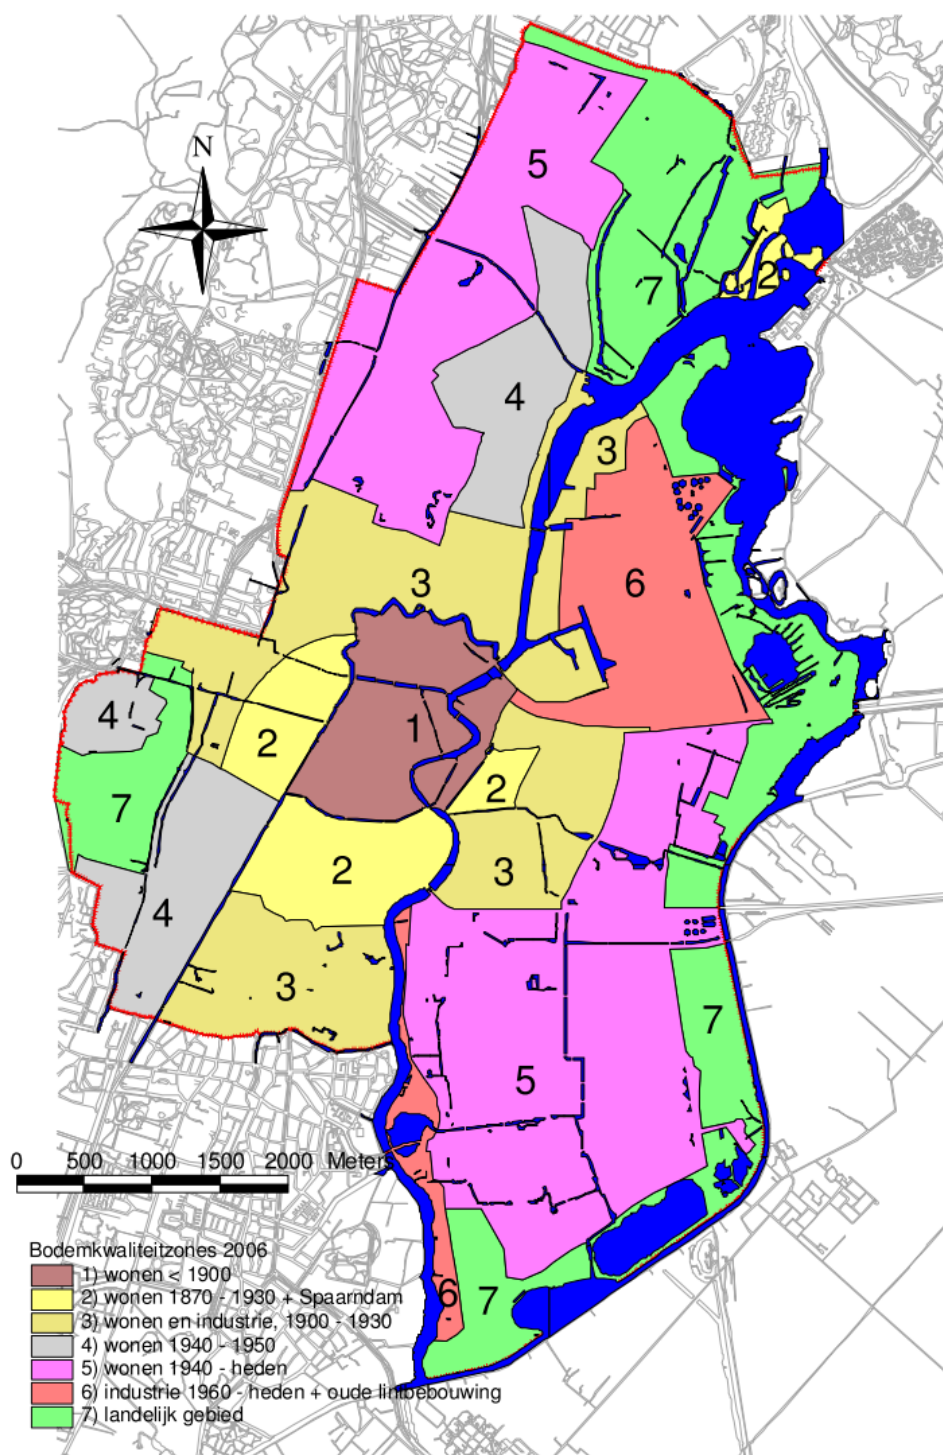 N
5
7
2
4
3
3
6
4
1
2
2
7
2
3
4
3
7
5
0 500 1000 1500 2000 Meters
6
7
Bodemkwaliteitzones 2006
1) wonen < 1900
2) wonen 1870 - 1930 + Spaarndam
3) wonen en industrie, 1900 - 1930
4) wonen 1940 - 1950
5) wonen 1940 - heden
6) industrie 1960 - heden + oude lintbebouwing
7) landelijk gebied